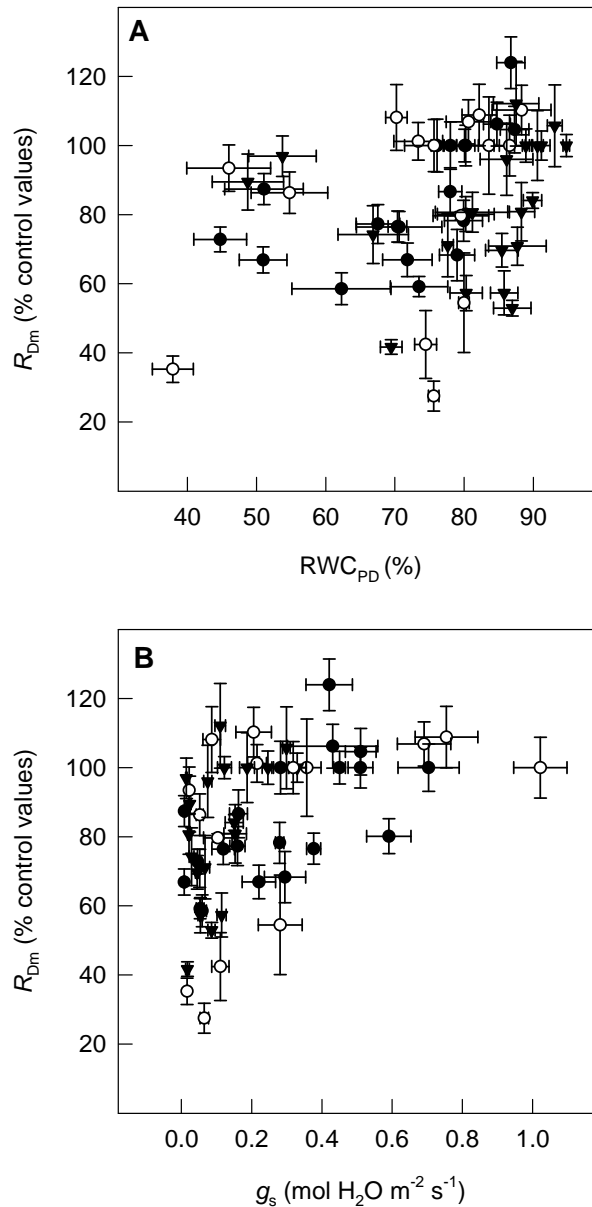 A
120
100
80
60
40
20
R_Dm (% control values)
40 50 60 70 80 90
RWC_PD (%)
B
120
100
80
60
40
20
R_Dm (% control values)
0.0 0.2 0.4 0.6 0.8 1.0
g_s (mol H₂O m⁻² s⁻¹)